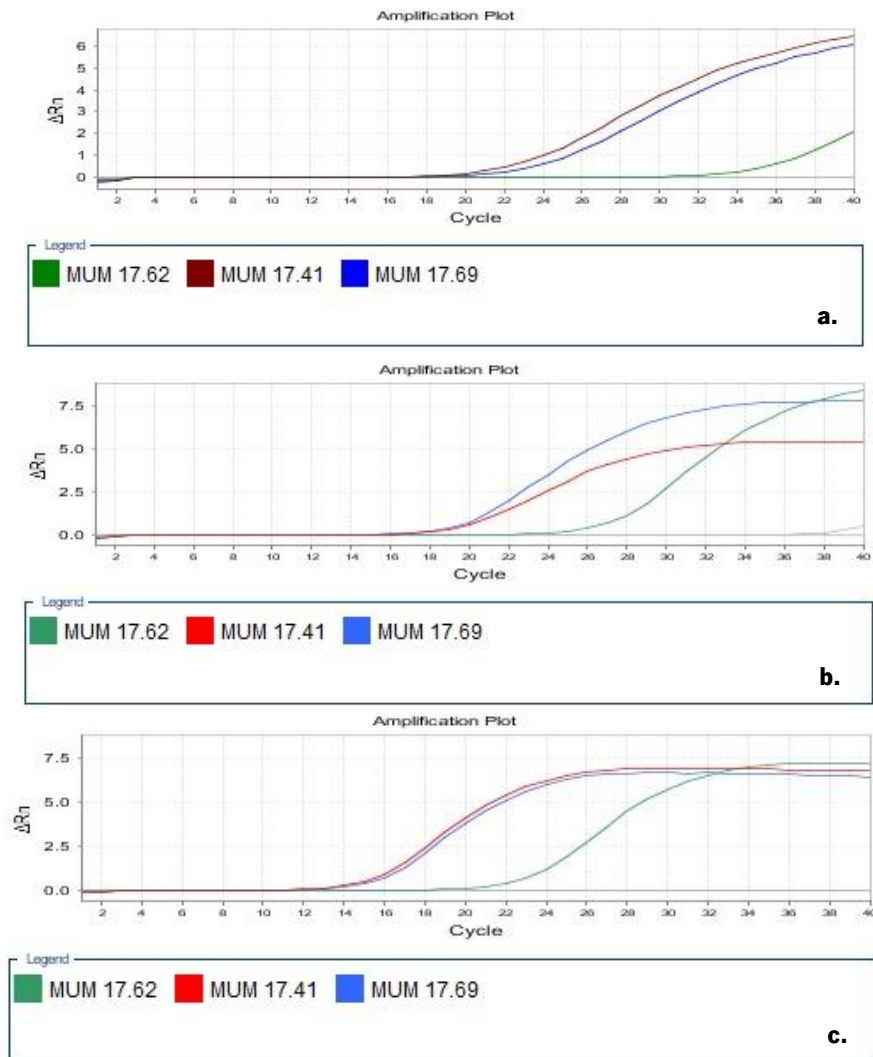 Amplification Plot
6
5
4
3
2
1
0
ΔRn
2 4 6 8 10 12 14 16 18 20 22 24 26 28 30 32 34 36 38 40
Cycle
Legend
MUM 17.62 MUM 17.41 MUM 17.69
a.
Amplification Plot
7.5
5.0
2.5
0.0
ΔRn
2 4 6 8 10 12 14 16 18 20 22 24 26 28 30 32 34 36 38 40
Cycle
Legend
MUM 17.62 MUM 17.41 MUM 17.69
b.
Amplification Plot
7.5
5.0
2.5
0.0
ΔRn
2 4 6 8 10 12 14 16 18 20 22 24 26 28 30 32 34 36 38 40
Cycle
Legend
MUM 17.62 MUM 17.41 MUM 17.69
c.